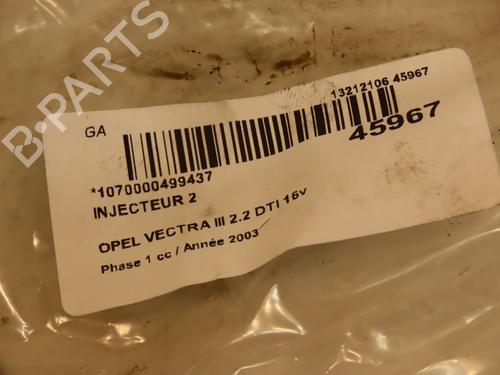 B-PARTS
GA
13212106 45967
45967
*1070000499437
INJECTEUR 2
OPEL VECTRA III 2.2 DTI 16v
Phase 1 cc / Année 2003